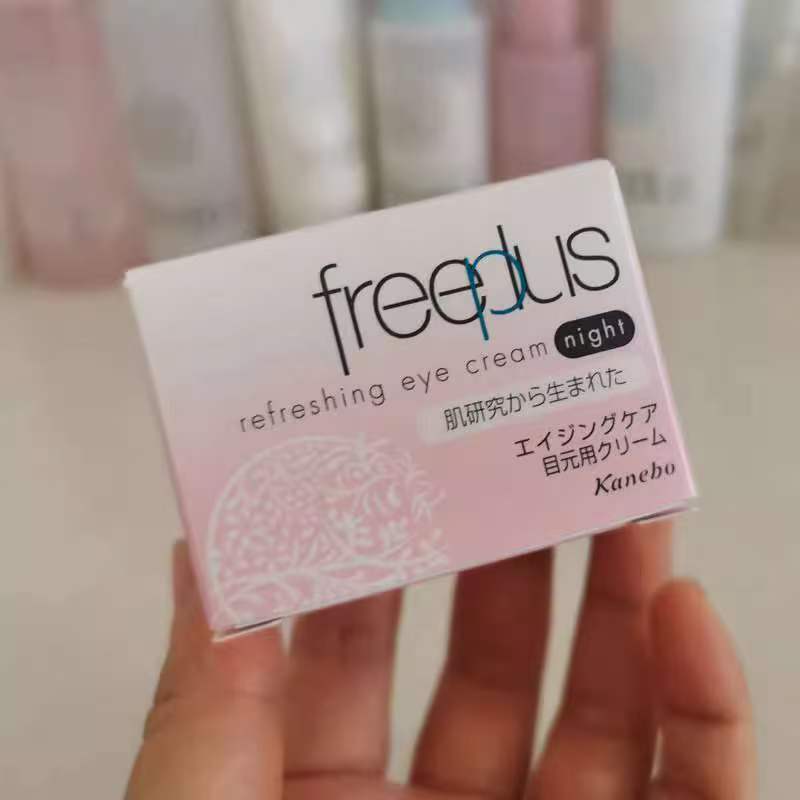 freeplus
refreshing eye cream night
肌研究から生まれた
エイジングケア
目元用クリーム
Kanebo